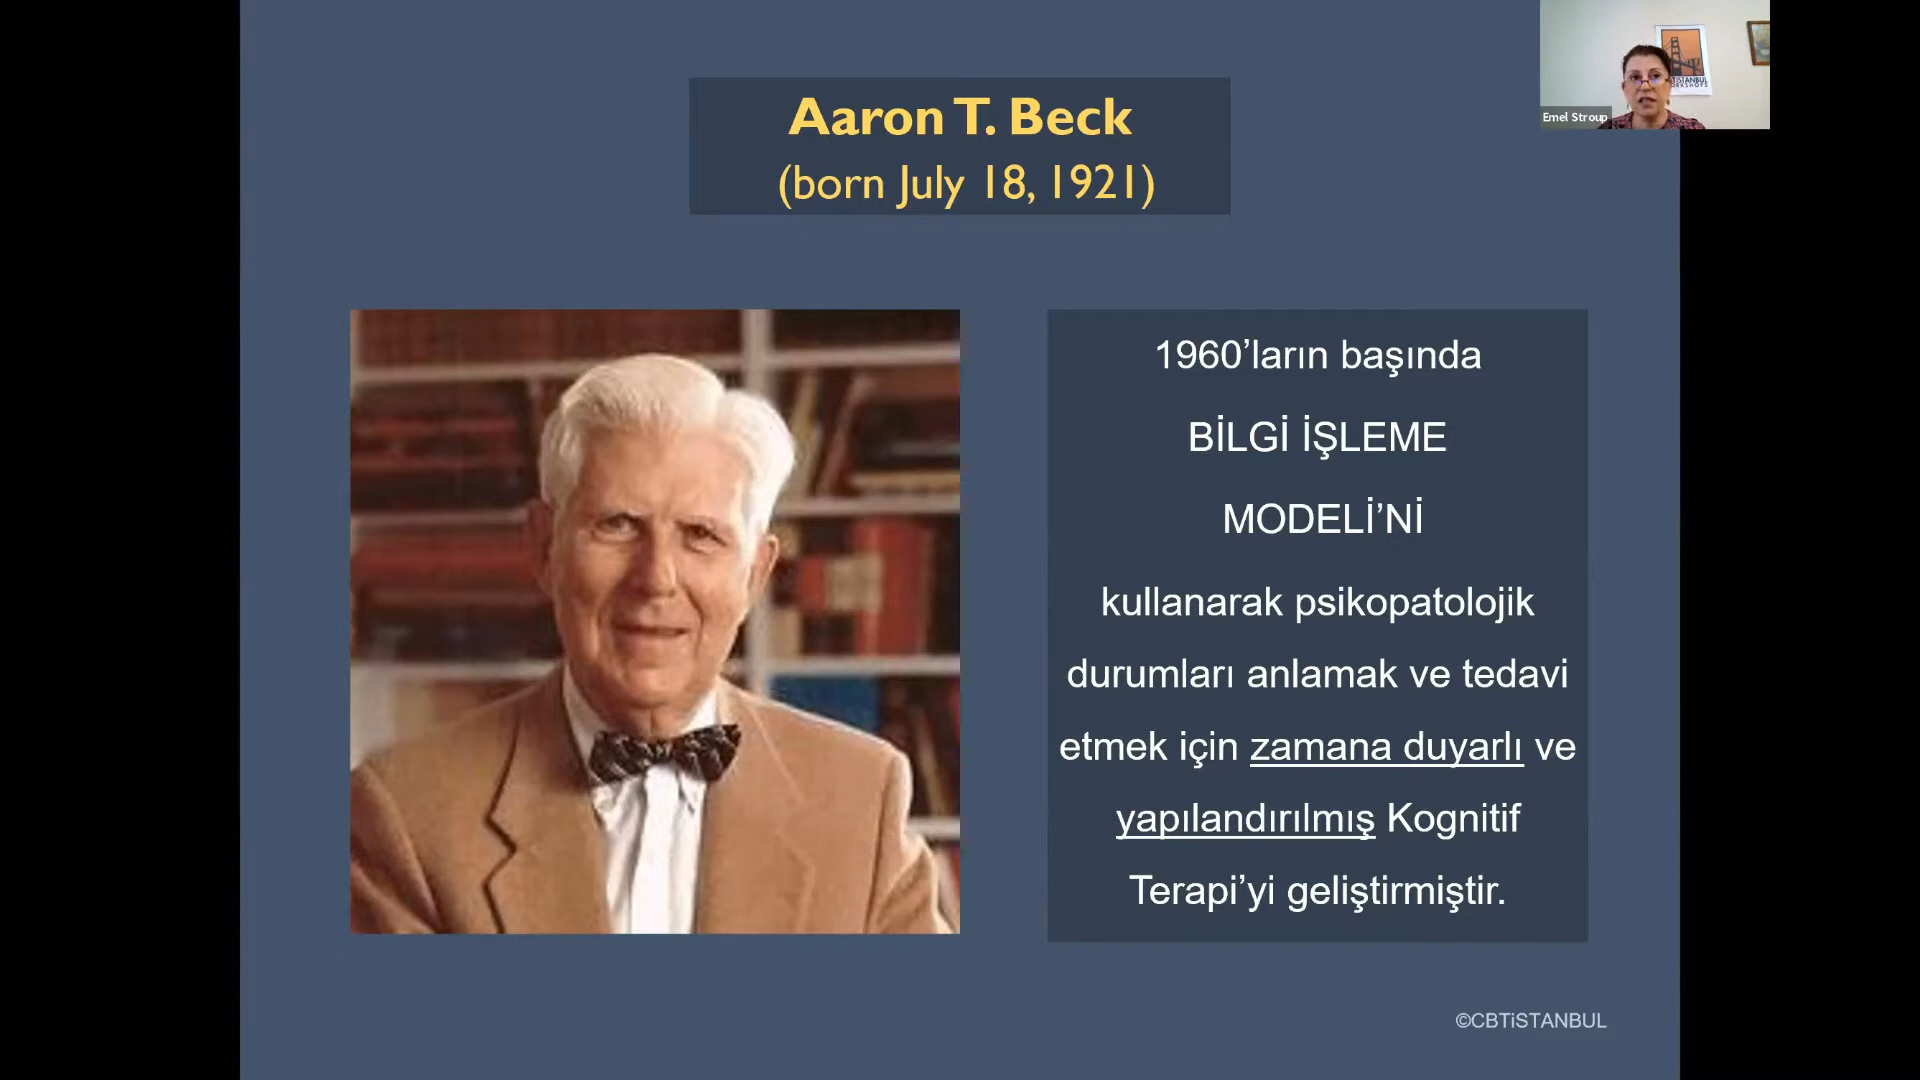 Aaron T. Beck
(born July 18, 1921)
1960’ların başında
BİLGİ İŞLEME
MODELİ’Nİ
kullanarak psikopatolojik
durumları anlamak ve tedavi
etmek için zamana duyarlı ve
yapılandırılmış Kognitif
Terapi’yi geliştirmiştir.
©CBTiSTANBUL
Emel Stroup